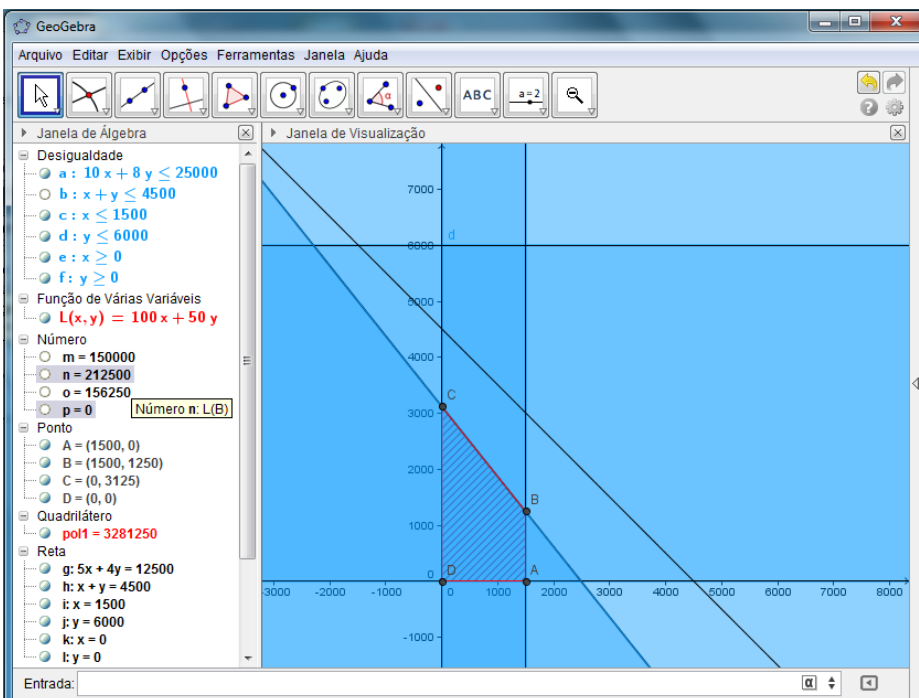 GeoGebra
Arquivo Editar Exibir Opções Ferramentas Janela Ajuda
α ABC a=2
Janela de Álgebra
Desigualdade
a : 10 x + 8 y ≤ 25000
b : x + y ≤ 4500
c : x ≤ 1500
d : y ≤ 6000
e : x ≥ 0
f : y ≥ 0
Função de Várias Variáveis
L(x, y) = 100 x + 50 y
Número
m = 150000
n = 212500
o = 156250
p = 0
Número n: L(B)
Ponto
A = (1500, 0)
B = (1500, 1250)
C = (0, 3125)
D = (0, 0)
Quadrilátero
pol1 = 3281250
Reta
g: 5x + 4y = 12500
h: x + y = 4500
i: x = 1500
j: y = 6000
k: x = 0
l: y = 0
Janela de Visualização
7000
d
6000
5000
4000
C
3000
2000
B
1000
0 D A
-3000 -2000 -1000 0 1000 2000 3000 4000 5000 6000 7000 8000
-1000
Entrada:
α